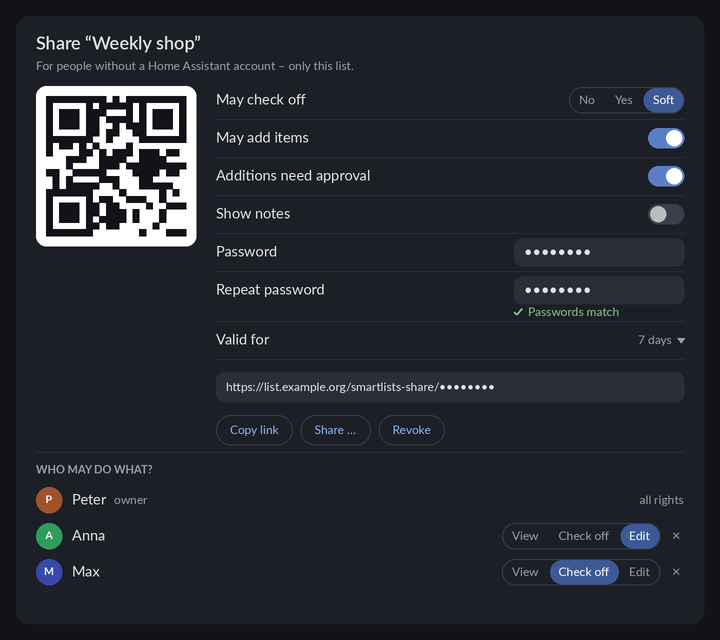 Share “Weekly shop”
For people without a Home Assistant account – only this list.
May check off No Yes Soft
May add items
Additions need approval
Show notes
Password ●●●●●●●●
Repeat password ●●●●●●●●
✓ Passwords match
Valid for 7 days
https://list.example.org/smartlists-share/●●●●●●●●
Copy link Share ... Revoke
WHO MAY DO WHAT?
P Peter owner all rights
A Anna View Check off Edit ×
M Max View Check off Edit ×